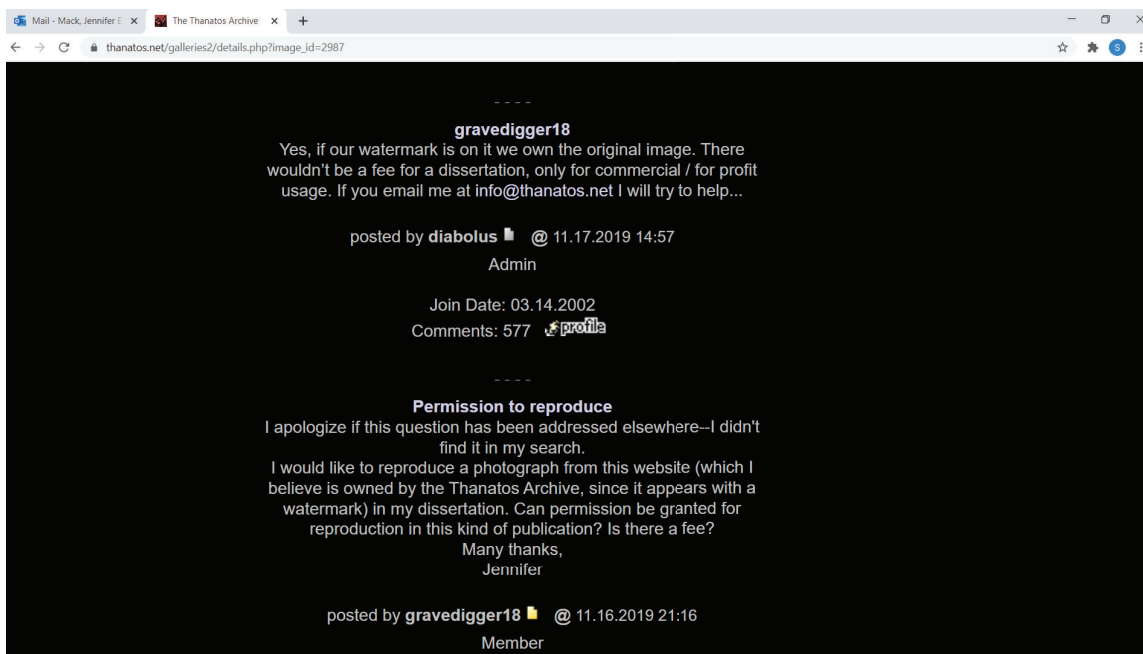 Mail - Mack, Jennifer E
The Thanatos Archive
thanatos.net/galleries2/details.php?image_id=2987
S
- - - -
gravedigger18
Yes, if our watermark is on it we own the original image. There
wouldn't be a fee for a dissertation, only for commercial / for profit
usage. If you email me at info@thanatos.net I will try to help...
posted by diabolus @ 11.17.2019 14:57
Admin
Join Date: 03.14.2002
Comments: 577 profile
- - - -
Permission to reproduce
I apologize if this question has been addressed elsewhere--I didn't
find it in my search.
I would like to reproduce a photograph from this website (which I
believe is owned by the Thanatos Archive, since it appears with a
watermark) in my dissertation. Can permission be granted for
reproduction in this kind of publication? Is there a fee?
Many thanks,
Jennifer
posted by gravedigger18 @ 11.16.2019 21:16
Member